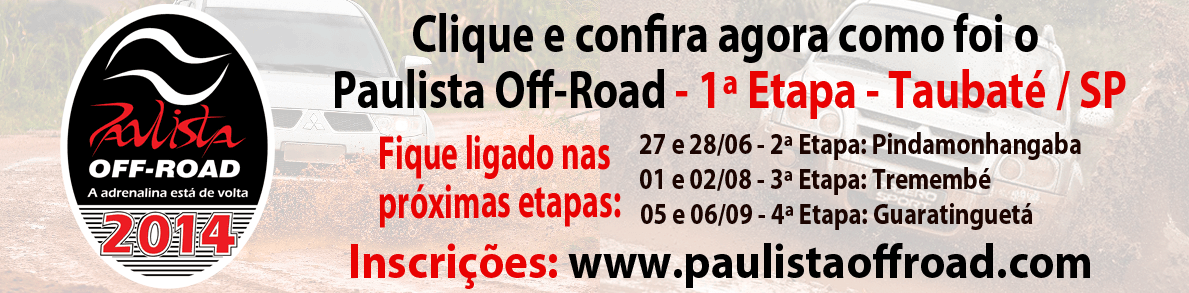 Paulista
OFF-ROAD
A adrenalina está de volta
2014
Clique e confira agora como foi o
Paulista Off-Road - 1ª Etapa - Taubaté / SP
Fique ligado nas
próximas etapas:
27 e 28/06 - 2ª Etapa: Pindamonhangaba
01 e 02/08 - 3ª Etapa: Tremembé
05 e 06/09 - 4ª Etapa: Guaratinguetá
Inscrições: www.paulistaoffroad.com